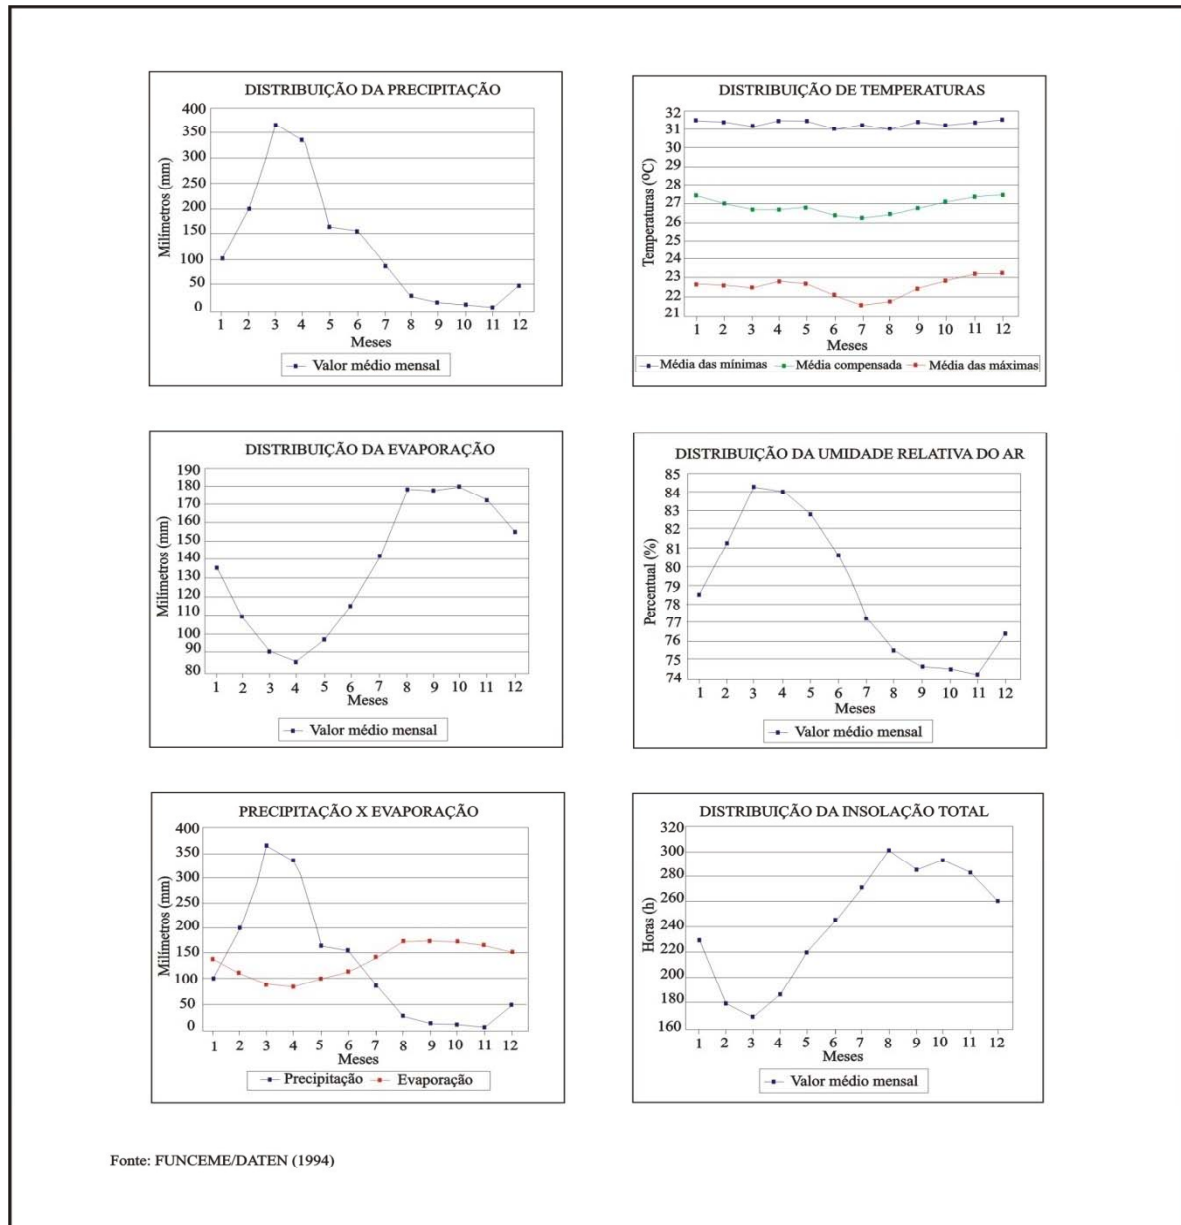 DISTRIBUIÇÃO DA PRECIPITAÇÃO
Milímetros (mm)
400
350
300
250
200
150
100
50
0
1 2 3 4 5 6 7 8 9 10 11 12
Meses
Valor médio mensal
DISTRIBUIÇÃO DE TEMPERATURAS
Temperaturas (ºC)
32
31
30
29
28
27
26
25
24
23
22
21
1 2 3 4 5 6 7 8 9 10 11 12
Meses
Média das mínimas Média compensada Média das máximas
DISTRIBUIÇÃO DA EVAPORAÇÃO
Milímetros (mm)
190
180
170
160
150
140
130
120
110
100
90
80
1 2 3 4 5 6 7 8 9 10 11 12
Meses
Valor médio mensal
DISTRIBUIÇÃO DA UMIDADE RELATIVA DO AR
Percentual (%)
85
84
83
82
81
80
79
78
77
76
75
74
1 2 3 4 5 6 7 8 9 10 11 12
Meses
Valor médio mensal
PRECIPITAÇÃO X EVAPORAÇÃO
Milímetros (mm)
400
350
300
250
200
150
100
50
0
1 2 3 4 5 6 7 8 9 10 11 12
Meses
Precipitação Evaporação
DISTRIBUIÇÃO DA INSOLAÇÃO TOTAL
Horas (h)
320
300
260
240
220
200
180
160
1 2 3 4 5 6 7 8 9 10 11 12
Meses
Valor médio mensal
Fonte: FUNCEME/DATEN (1994)